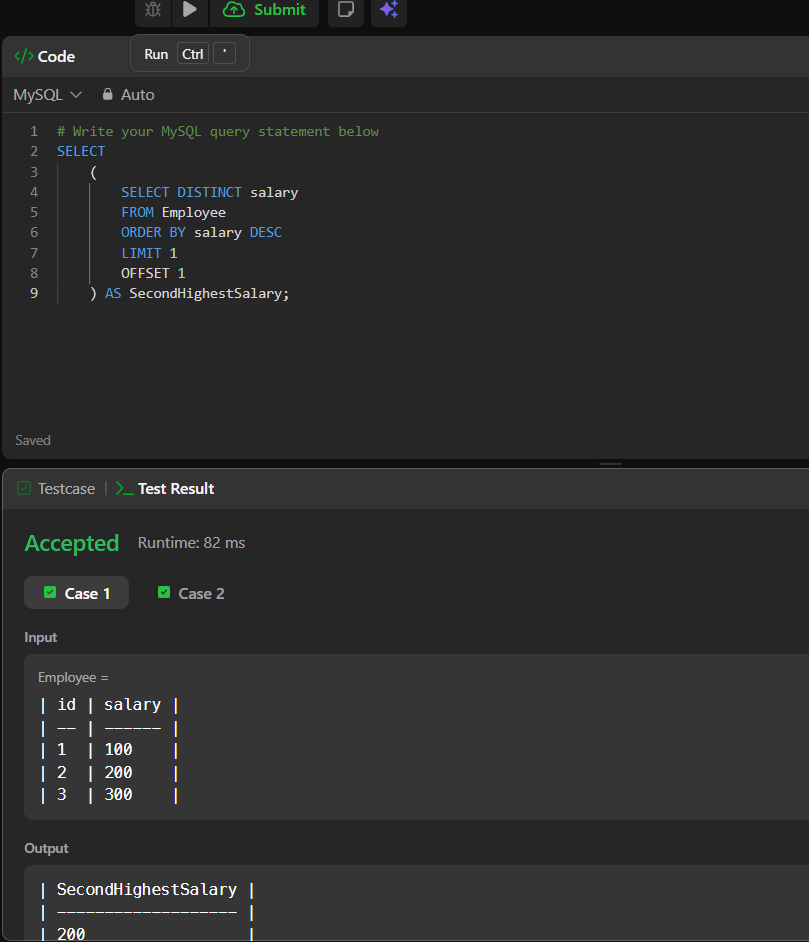 Submit
</> Code
Run Ctrl '
MySQL Auto
1 # Write your MySQL query statement below
2 SELECT
3 (
4 SELECT DISTINCT salary
5 FROM Employee
6 ORDER BY salary DESC
7 LIMIT 1
8 OFFSET 1
9 ) AS SecondHighestSalary;
Saved
Testcase | >_ Test Result
Accepted Runtime: 82 ms
Case 1 Case 2
Input
Employee =
| id | salary |
| -- | ------ |
| 1 | 100 |
| 2 | 200 |
| 3 | 300 |
Output
| SecondHighestSalary |
| ------------------- |
| 200 |